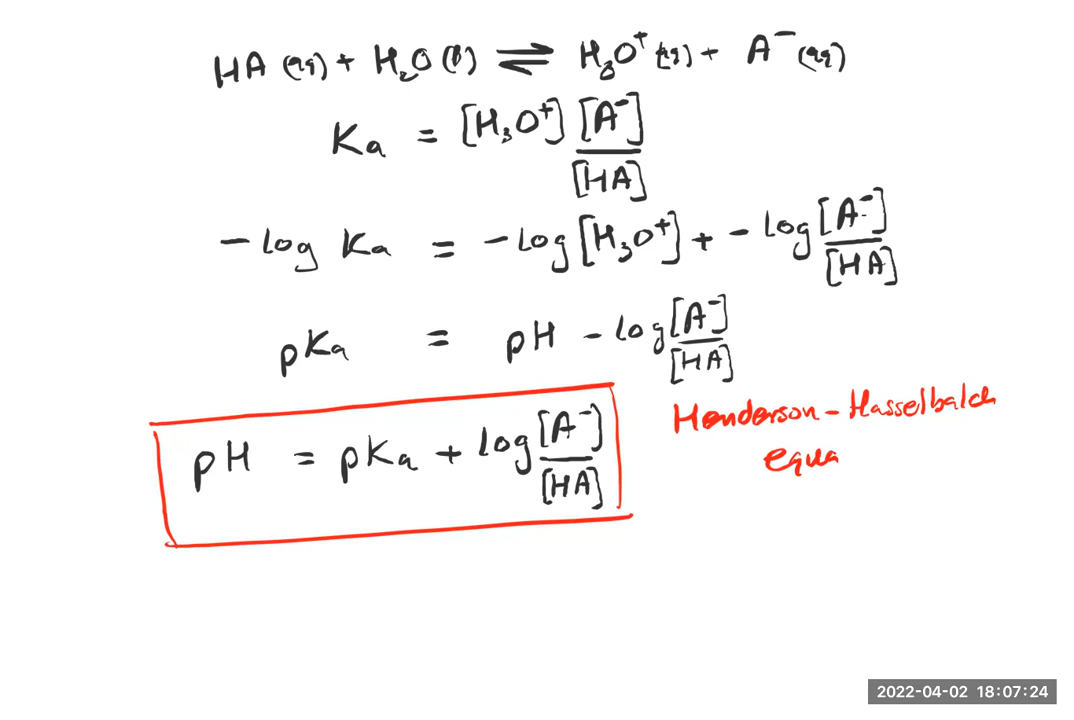 HA (aq) + H₂O (l) ⇌ H₃O⁺ (aq) + A⁻ (aq)
Ka = [H₃O⁺] [A⁻]/[HA]
- log Ka = - log [H₃O⁺] + - log [A⁻]/[HA]
pKa = pH - log [A⁻]/[HA]
pH = pKa + log [A⁻]/[HA]
Henderson - Hasselbalch
equa
2022-04-02 18:07:24